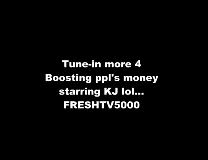 Tune-in more 4
Boosting ppl's money
starring KJ lol...
FRESHTV5000